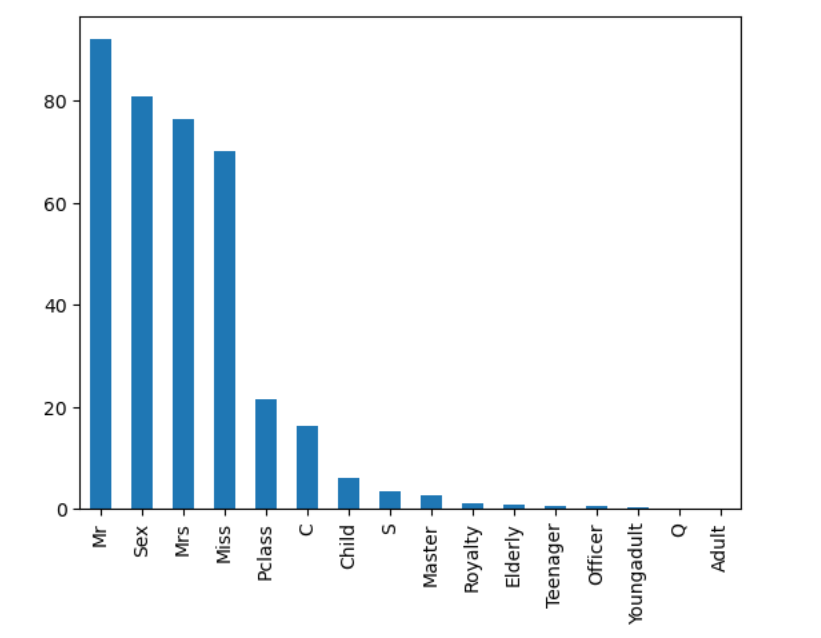 80
60
40
20
0
Mr
Sex
Mrs
Miss
Pclass
C
Child
S
Master
Royalty
Elderly
Teenager
Officer
Youngadult
Q
Adult